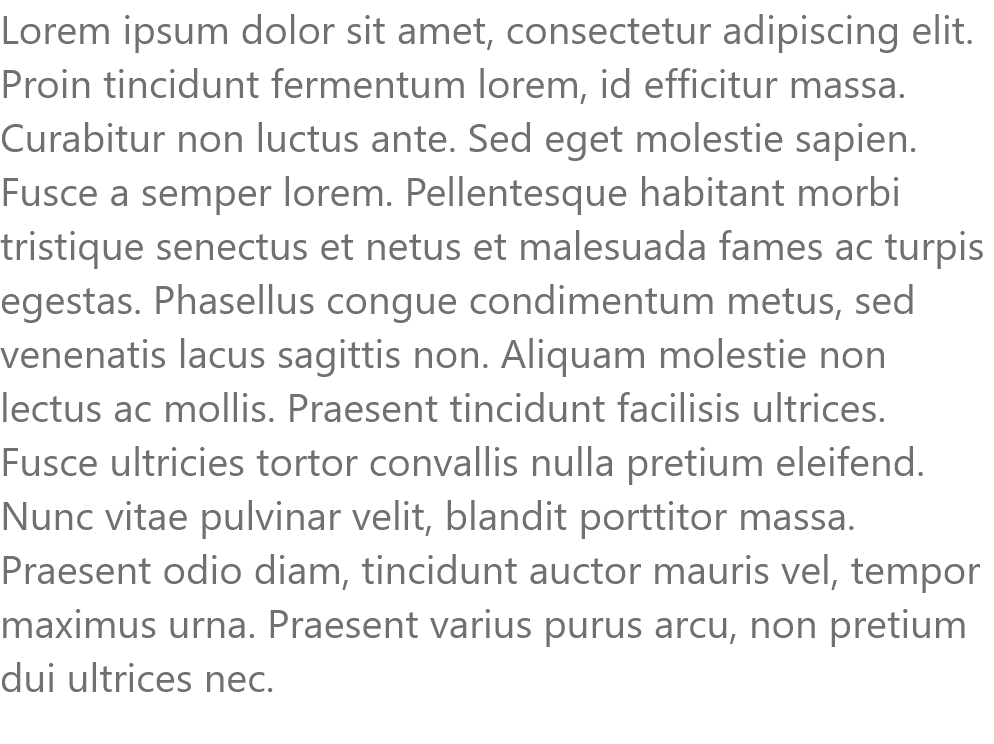 Lorem ipsum dolor sit amet, consectetur adipiscing elit.
Proin tincidunt fermentum lorem, id efficitur massa.
Curabitur non luctus ante. Sed eget molestie sapien.
Fusce a semper lorem. Pellentesque habitant morbi
tristique senectus et netus et malesuada fames ac turpis
egestas. Phasellus congue condimentum metus, sed
venenatis lacus sagittis non. Aliquam molestie non
lectus ac mollis. Praesent tincidunt facilisis ultrices.
Fusce ultricies tortor convallis nulla pretium eleifend.
Nunc vitae pulvinar velit, blandit porttitor massa.
Praesent odio diam, tincidunt auctor mauris vel, tempor
maximus urna. Praesent varius purus arcu, non pretium
dui ultrices nec.